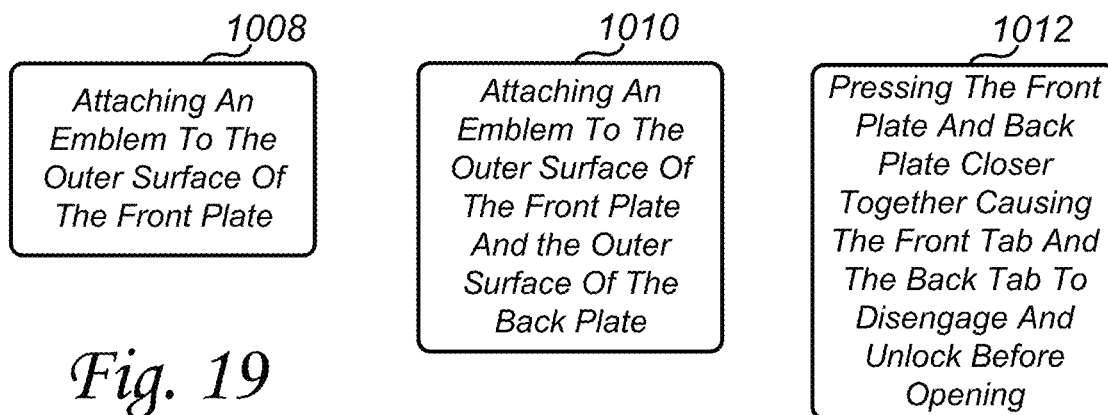 1008
Attaching An
Emblem To The
Outer Surface Of
The Front Plate
1010
Attaching An
Emblem To The
Outer Surface Of
The Front Plate
And the Outer
Surface Of The
Back Plate
1012
Pressing The Front
Plate And Back
Plate Closer
Together Causing
The Front Tab And
The Back Tab To
Disengage And
Unlock Before
Opening
Fig. 19